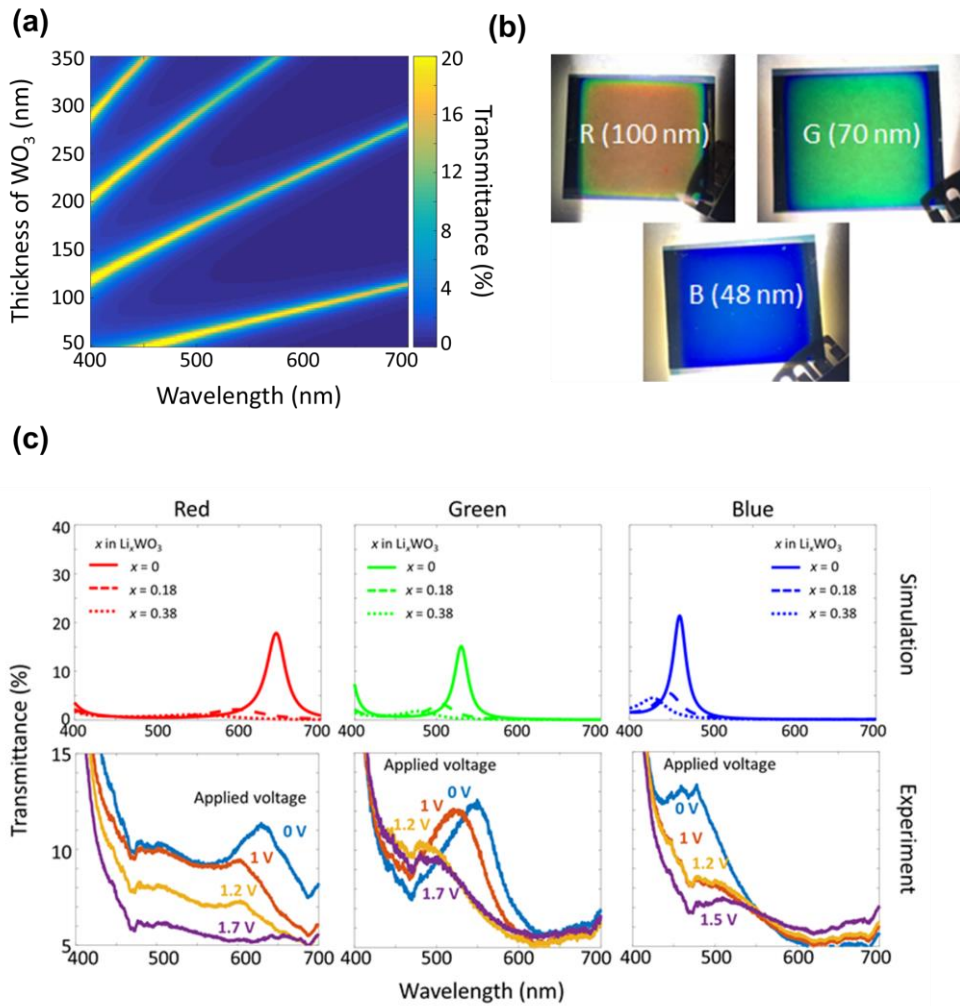 (a)
350
300
250
200
150
100
50
400
500
600
700
Thickness of WO₃ (nm)
Wavelength (nm)
20
16
12
8
4
0
Transmittance (%)
(b)
R (100 nm)
G (70 nm)
B (48 nm)
(c)
Red
Green
Blue
40
30
20
10
0
x in LiₓWO₃
x = 0
x = 0.18
x = 0.38
400 500 600 700
x in LiₓWO₃
x = 0
x = 0.18
x = 0.38
400 500 600 700
x in LiₓWO₃
x = 0
x = 0.18
x = 0.38
400 500 600 700
Simulation
Transmittance (%)
15
10
5
Applied voltage
0 V
1 V
1.2 V
1.7 V
400 500 600 700
Applied voltage
0 V
1 V
1.2 V
1.7 V
400 500 600 700
Applied voltage
0 V
1 V
1.2 V
1.5 V
400 500 600 700
Experiment
Wavelength (nm)